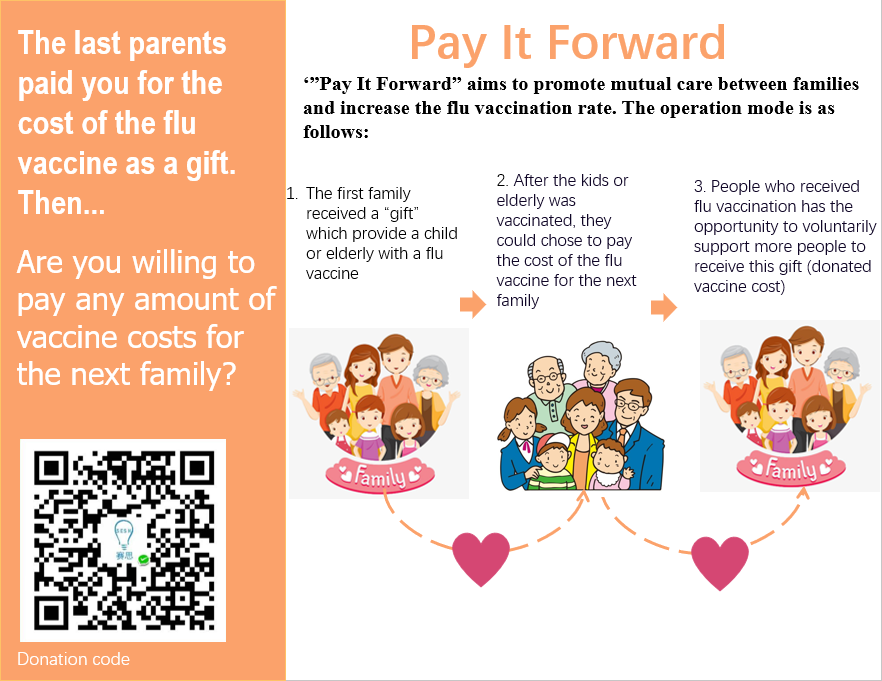 The last parents
paid you for the
cost of the flu
vaccine as a gift.
Then...
Are you willing to
pay any amount of
vaccine costs for
the next family?
赛思
Donation code
Pay It Forward
‘”Pay It Forward” aims to promote mutual care between families
and increase the flu vaccination rate. The operation mode is as
follows:
1. The first family
received a “gift”
which provide a child
or elderly with a flu
vaccine
2. After the kids or
elderly was
vaccinated, they
could chose to pay
the cost of the flu
vaccine for the next
family
3. People who received
flu vaccination has the
opportunity to voluntarily
support more people to
receive this gift (donated
vaccine cost)
Family
Family